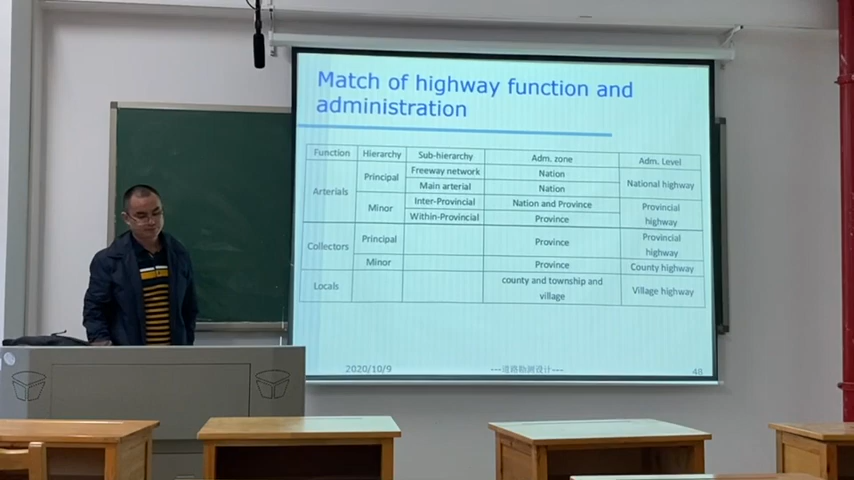 Match of highway function and
administration
Function Hierarchy Sub-hierarchy Adm. zone Adm. Level
Arterials Principal Freeway network Nation National highway
Main arterial Nation
Minor Inter-Provincial Nation and Province Provincial
highway
Within-Provincial Province
Collectors Principal Province Provincial
highway
Minor Province County highway
Locals county and township and
village Village highway
2020/10/9 ---道路勘测设计--- 48